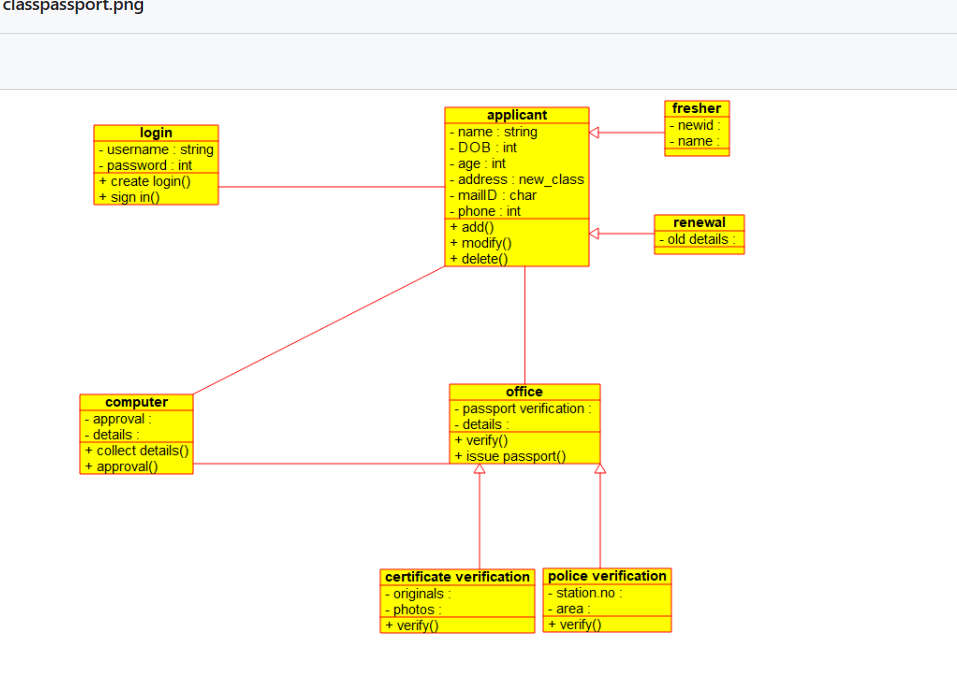 classpassport.png
login
- username : string
- password : int
+ create login()
+ sign in()
applicant
- name : string
- DOB : int
- age : int
- address : new_class
- mailID : char
- phone : int
+ add()
+ modify()
+ delete()
fresher
- newid :
- name :
renewal
- old details :
computer
- approval :
- details :
+ collect details()
+ approval()
office
- passport verification :
- details :
+ verify()
+ issue passport()
certificate verification
- originals :
- photos :
+ verify()
police verification
- station.no :
- area :
+ verify()